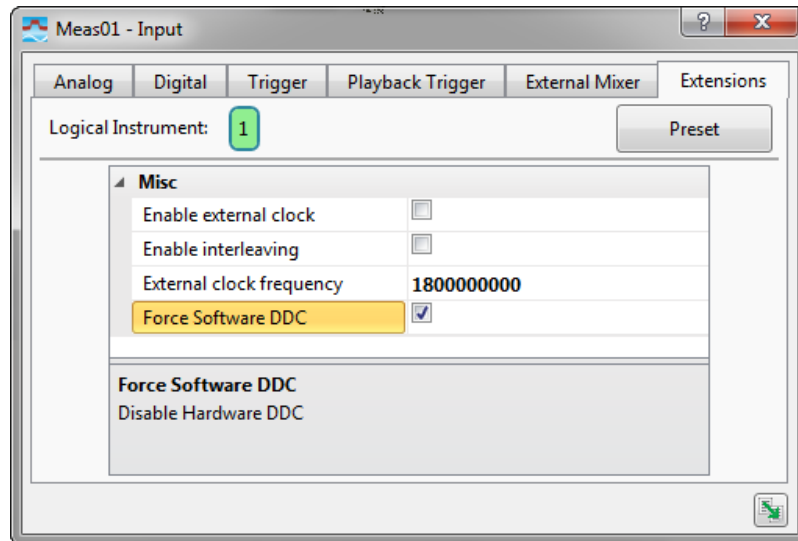 Meas01 - Input
?
X
Analog Digital Trigger Playback Trigger External Mixer Extensions
Logical Instrument: 1 Preset
Misc
Enable external clock
Enable interleaving
External clock frequency 1800000000
Force Software DDC
Force Software DDC
Disable Hardware DDC